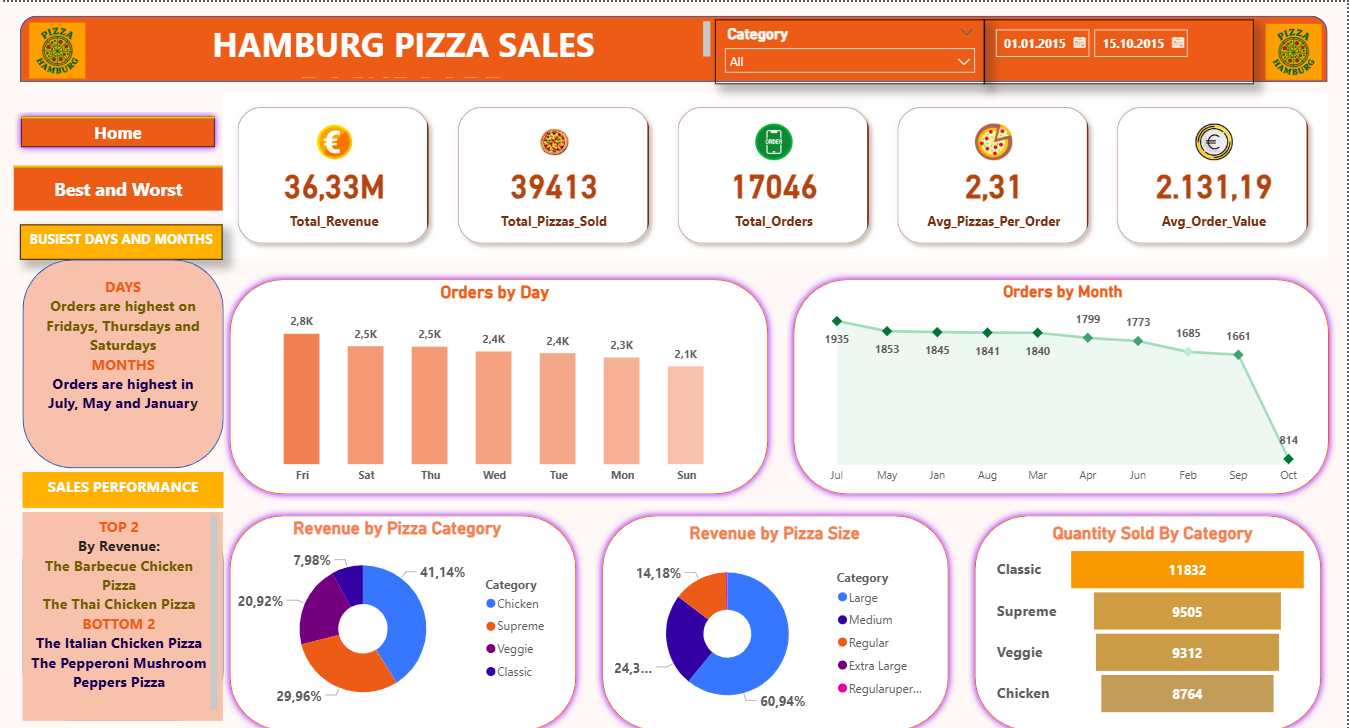 PIZZA
HAMBURG
HAMBURG PIZZA SALES
Category
All
01.01.2015
15.10.2015
PIZZA
HAMBURG
Home
Best and Worst
BUSIEST DAYS AND MONTHS
DAYS
Orders are highest on
Fridays, Thursdays and
Saturdays
MONTHS
Orders are highest in
July, May and January
SALES PERFORMANCE
TOP 2
By Revenue:
The Barbecue Chicken
Pizza
The Thai Chicken Pizza
BOTTOM 2
The Italian Chicken Pizza
The Pepperoni Mushroom
Peppers Pizza
36,33M
Total_Revenue
39413
Total_Pizzas_Sold
ORDER
17046
Total_Orders
2,31
Avg_Pizzas_Per_Order
2.131,19
Avg_Order_Value
Orders by Day
2,8K
2,5K
2,5K
2,4K
2,4K
2,3K
2,1K
Fri
Sat
Thu
Wed
Tue
Mon
Sun
Orders by Month
1935
1853
1845
1841
1840
1799
1773
1685
1661
814
Jul
May
Jan
Aug
Mar
Apr
Jun
Feb
Sep
Oct
Revenue by Pizza Category
7,98%
41,14%
20,92%
29,96%
Category
Chicken
Supreme
Veggie
Classic
Revenue by Pizza Size
14,18%
24,3...
60,94%
Category
Large
Medium
Regular
Extra Large
Regularuper...
Quantity Sold By Category
Classic 11832
Supreme 9505
Veggie 9312
Chicken 8764